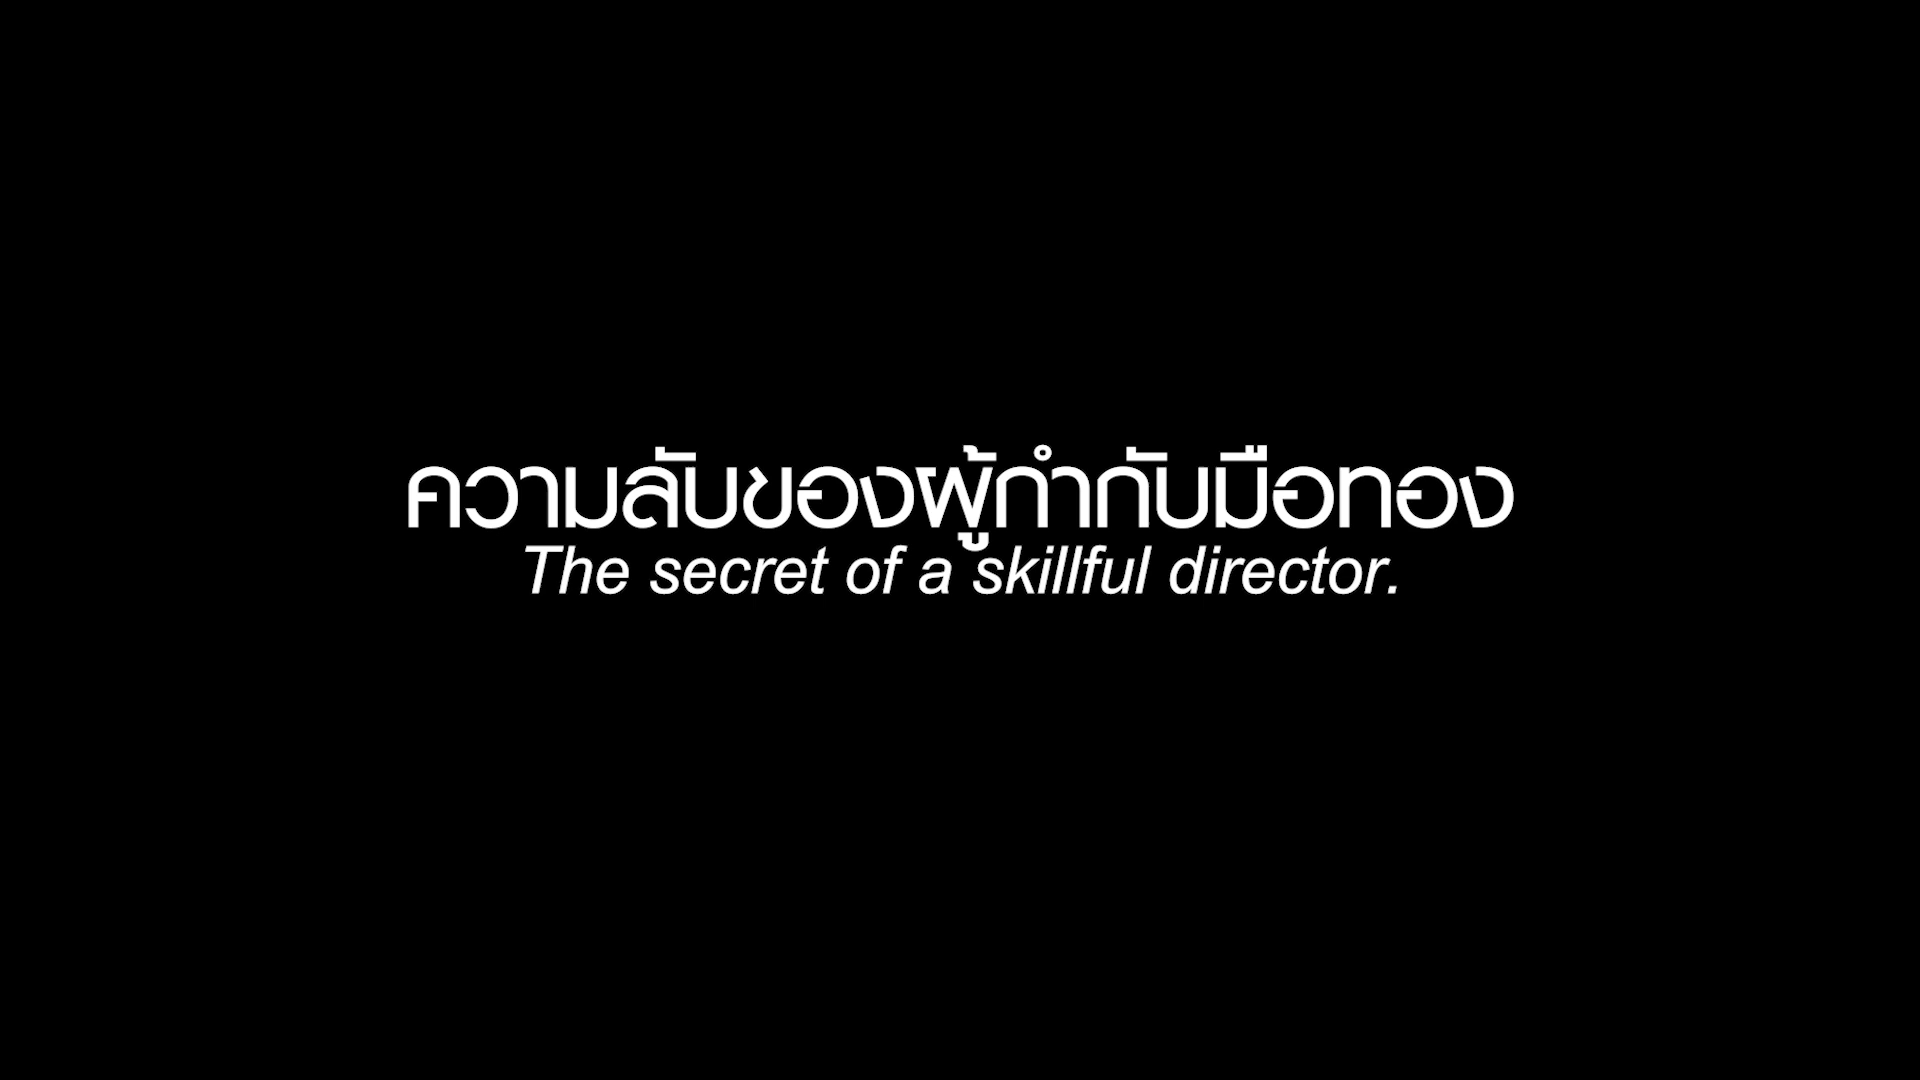 ความลับของผู้กำกับมือทอง
The secret of a skillful director.